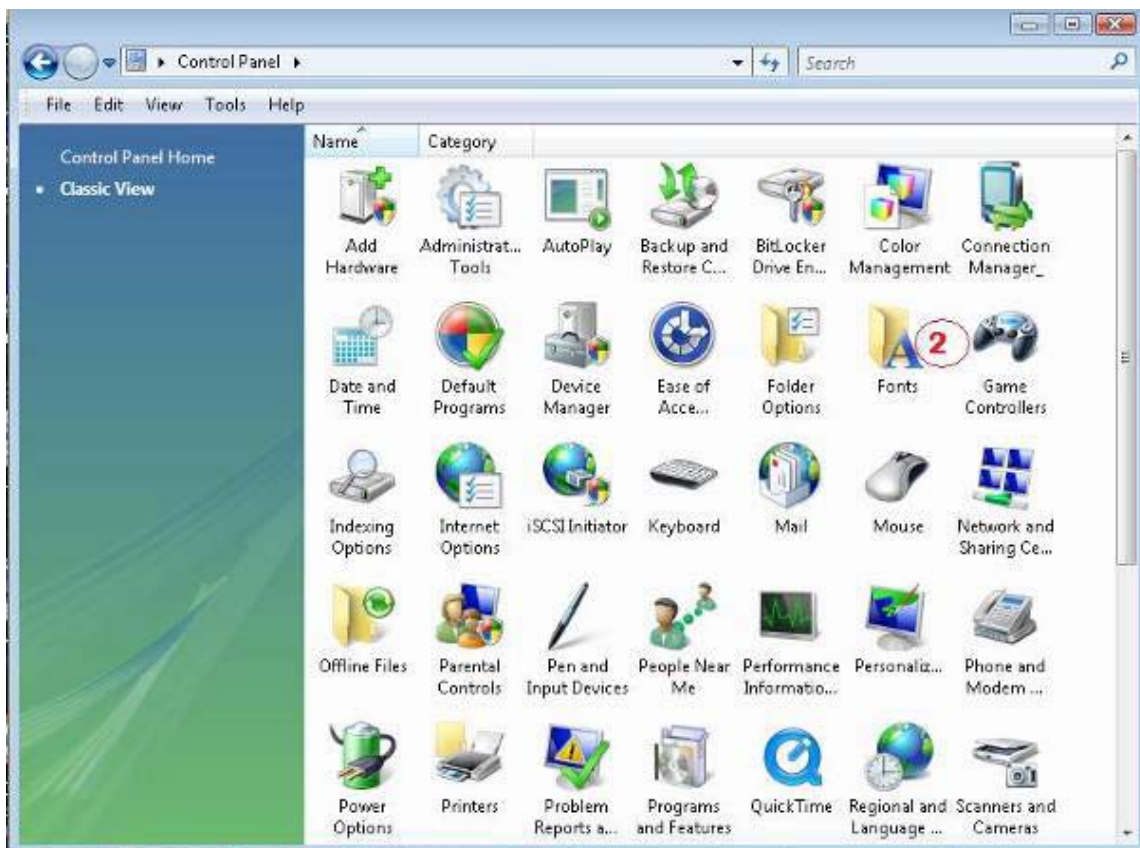 Control Panel
Search
File Edit View Tools Help
Control Panel Home
Classic View
Name Category
Add Hardware
Administrat... Tools
AutoPlay
Backup and Restore C...
BitLocker Drive En...
Color Management
Connection Manager_
Date and Time
Default Programs
Device Manager
Ease of Acce...
Folder Options
Fonts
2
Game Controllers
Indexing Options
Internet Options
iSCSI Initiator
Keyboard
Mail
Mouse
Network and Sharing Ce...
Offline Files
Parental Controls
Pen and Input Devices
People Near Me
Performance Informatio...
Personaliz...
Phone and Modem ...
Power Options
Printers
Problem Reports a...
Programs and Features
QuickTime
Regional and Language ...
Scanners and Cameras